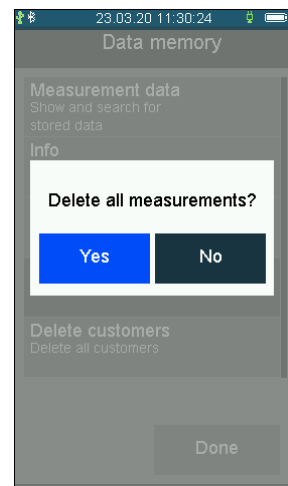 23.03.20 11:30:24
Data memory
Measurement data
Show and search for
stored data
Info
Delete all measurements?
Yes
No
Delete customers
Delete all customers
Done